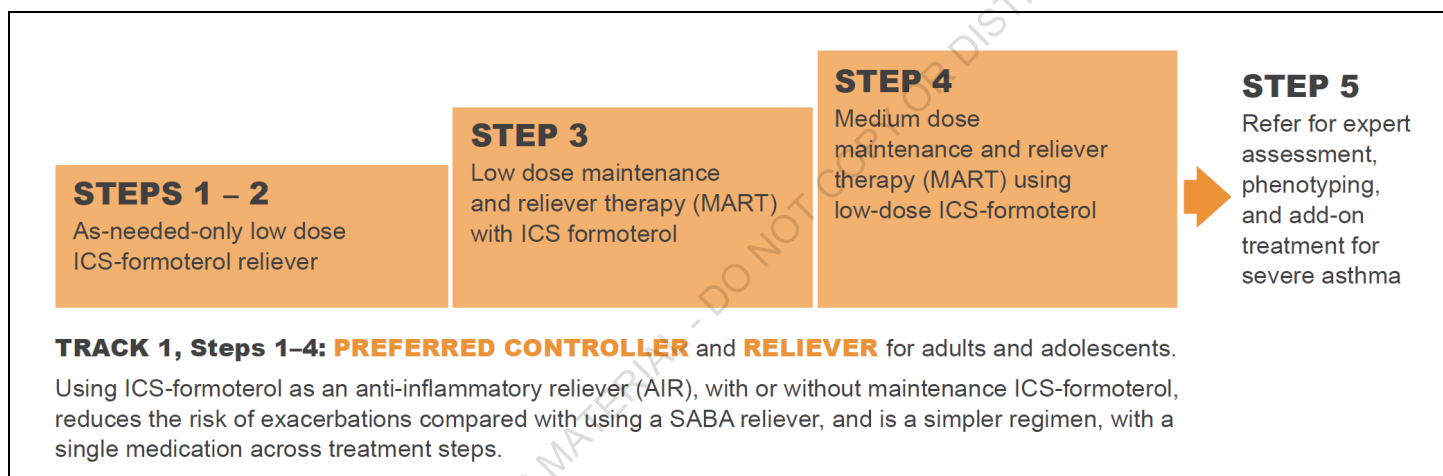 STEPS 1 – 2
As-needed-only low dose
ICS-formoterol reliever
STEP 3
Low dose maintenance
and reliever therapy (MART)
with ICS formoterol
STEP 4
Medium dose
maintenance and reliever
therapy (MART) using
low-dose ICS-formoterol
STEP 5
Refer for expert
assessment,
phenotyping,
and add-on
treatment for
severe asthma
TRACK 1, Steps 1–4: PREFERRED CONTROLLER and RELIEVER for adults and adolescents.
Using ICS-formoterol as an anti-inflammatory reliever (AIR), with or without maintenance ICS-formoterol,
reduces the risk of exacerbations compared with using a SABA reliever, and is a simpler regimen, with a
single medication across treatment steps.
MATERIAL - DO NOT COPY OR